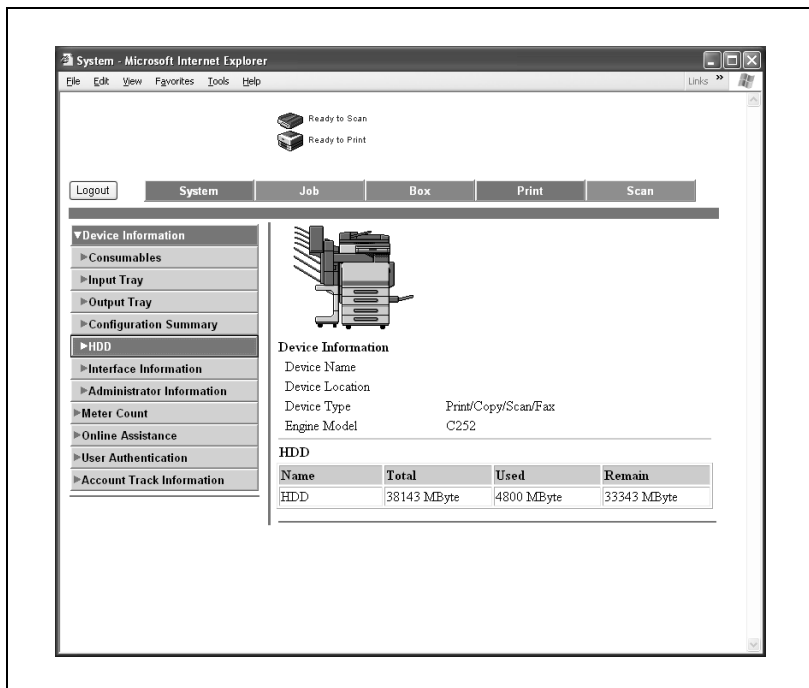 System - Microsoft Internet Explorer
File Edit View Favorites Tools Help Links »
Ready to Scan
Ready to Print
Logout System Job Box Print Scan
▼Device Information
▶Consumables
▶Input Tray
▶Output Tray
▶Configuration Summary
▶HDD
▶Interface Information
▶Administrator Information
▶Meter Count
▶Online Assistance
▶User Authentication
▶Account Track Information
Device Information
Device Name
Device Location
Device Type Print/Copy/Scan/Fax
Engine Model C252
HDD
Name Total Used Remain
HDD 38143 MByte 4800 MByte 33343 MByte